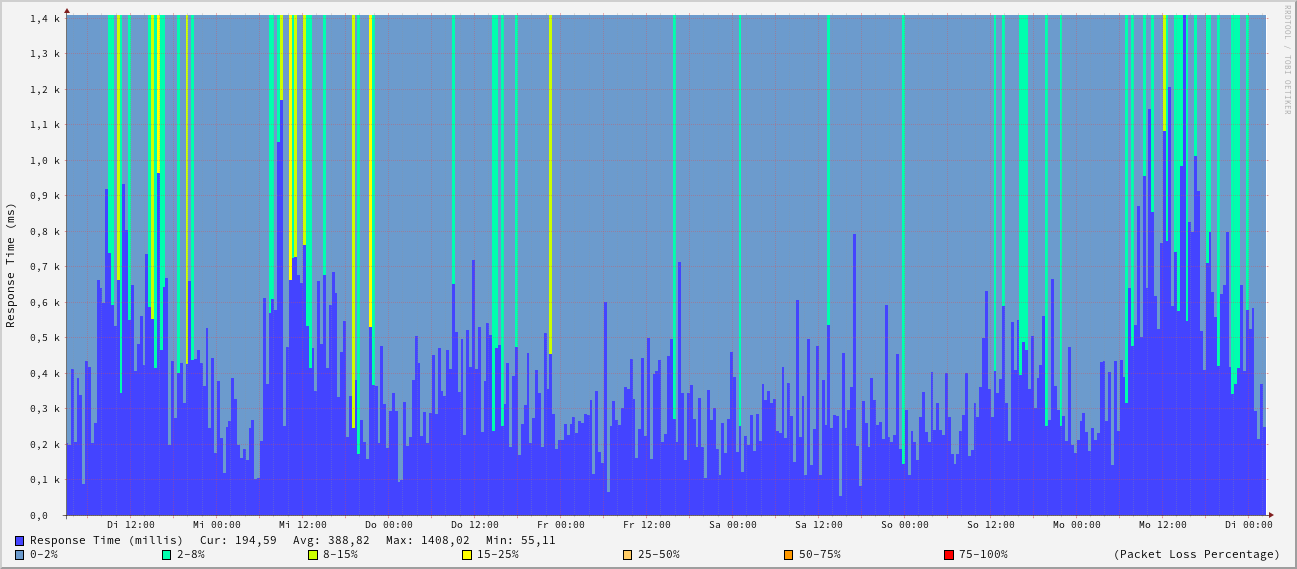 1,4 k
1,3 k
1,2 k
1,1 k
1,0 k
0,9 k
0,8 k
0,7 k
0,6 k
0,5 k
0,4 k
0,3 k
0,2 k
0,1 k
0,0
Response Time (ms)
RRDTOOL / TOBI OETIKER
Di 12:00 Mi 00:00 Mi 12:00 Do 00:00 Do 12:00 Fr 00:00 Fr 12:00 Sa 00:00 Sa 12:00 So 00:00 So 12:00 Mo 00:00 Mo 12:00 Di 00:00
Response Time (millis) Cur: 194,59 Avg: 388,82 Max: 1408,02 Min: 55,11
0-2% 2-8% 8-15% 15-25% 25-50% 50-75% 75-100% (Packet Loss Percentage)